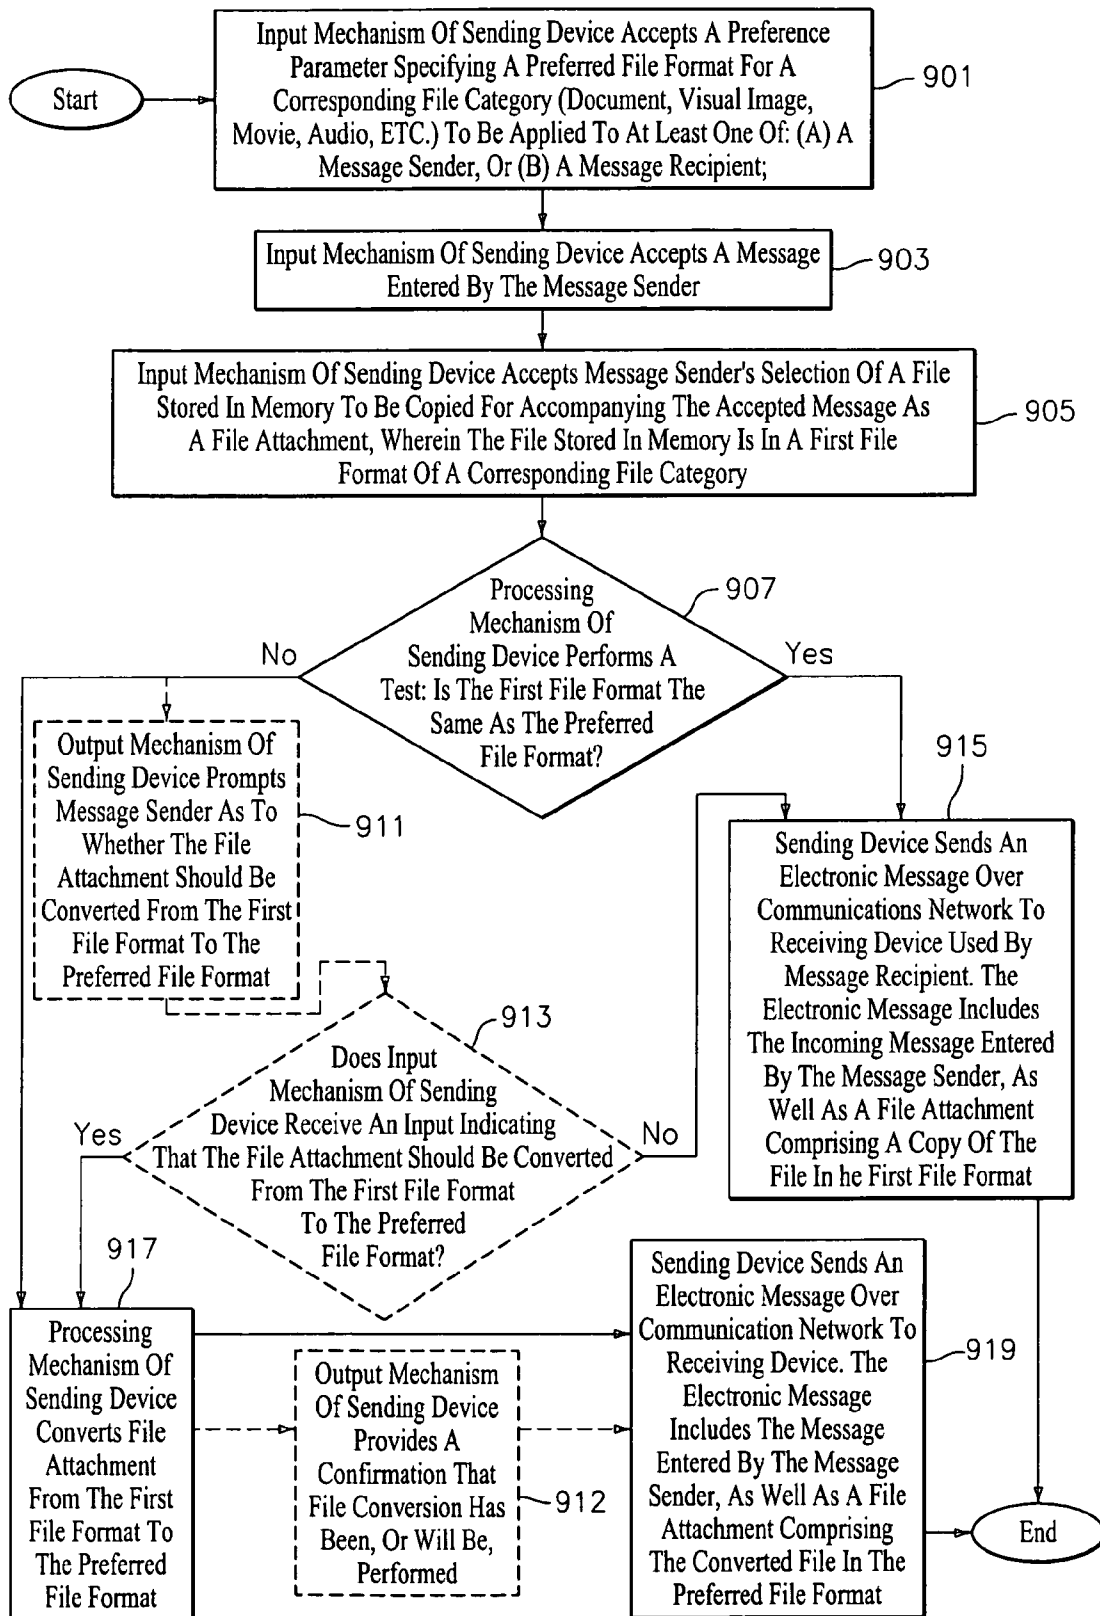 Start
Input Mechanism Of Sending Device Accepts A Preference
Parameter Specifying A Preferred File Format For A
Corresponding File Category (Document, Visual Image,
Movie, Audio, ETC.) To Be Applied To At Least One Of: (A) A
Message Sender, Or (B) A Message Recipient;
901
Input Mechanism Of Sending Device Accepts A Message
Entered By The Message Sender
903
Input Mechanism Of Sending Device Accepts Message Sender's Selection Of A File
Stored In Memory To Be Copied For Accompanying The Accepted Message As
A File Attachment, Wherein The File Stored In Memory Is In A First File
Format Of A Corresponding File Category
905
Processing
Mechanism Of
Sending Device Performs A
Test: Is The First File Format The
Same As The Preferred
File Format?
907
No
Yes
Output Mechanism Of
Sending Device Prompts
Message Sender As To
Whether The File
Attachment Should Be
Converted From The First
File Format To The
Preferred File Format
911
915
Sending Device Sends An
Electronic Message Over
Communications Network To
Receiving Device Used By
Message Recipient. The
Electronic Message Includes
The Incoming Message Entered
By The Message Sender, As
Well As A File Attachment
Comprising A Copy Of The
File In he First File Format
913
Does Input
Mechanism Of Sending
Device Receive An Input Indicating
That The File Attachment Should Be Converted
From The First File Format
To The Preferred
File Format?
Yes
No
917
Processing
Mechanism Of
Sending Device
Converts File
Attachment
From The First
File Format To
The Preferred
File Format
Output Mechanism
Of Sending Device
Provides A
Confirmation That
File Conversion Has
Been, Or Will Be,
Performed
912
Sending Device Sends An
Electronic Message Over
Communication Network To
Receiving Device. The
Electronic Message
Includes The Message
Entered By The Message
Sender, As Well As A File
Attachment Comprising
The Converted File In The
Preferred File Format
919
End